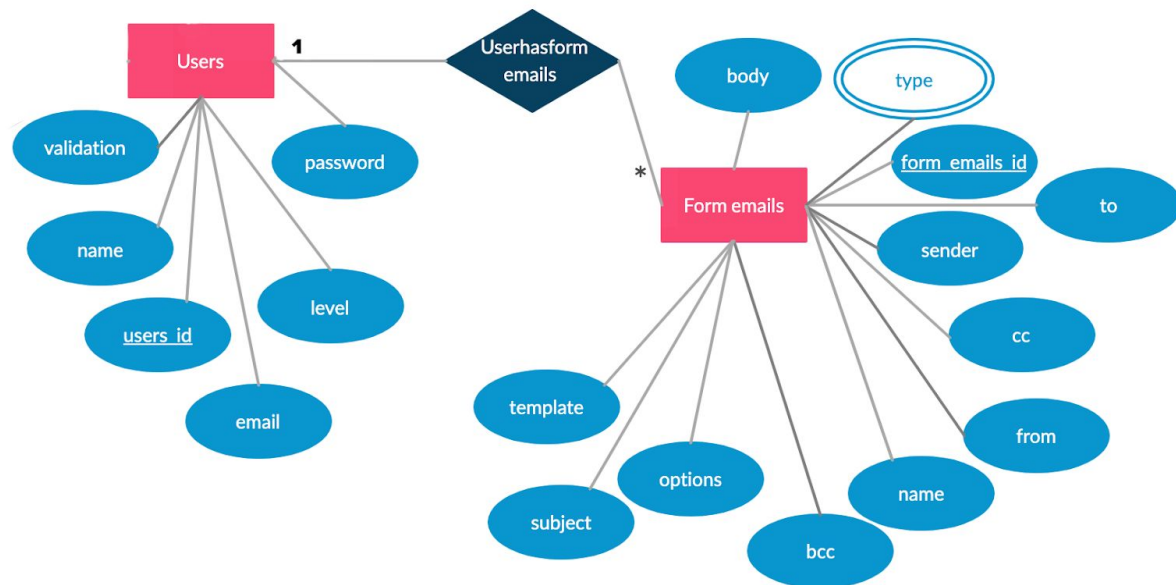 Users
1
Userhasform
emails
body
type
validation
password
form_emails_id
*
Form emails
to
name
sender
level
users_id
cc
template
email
from
options
name
subject
bcc